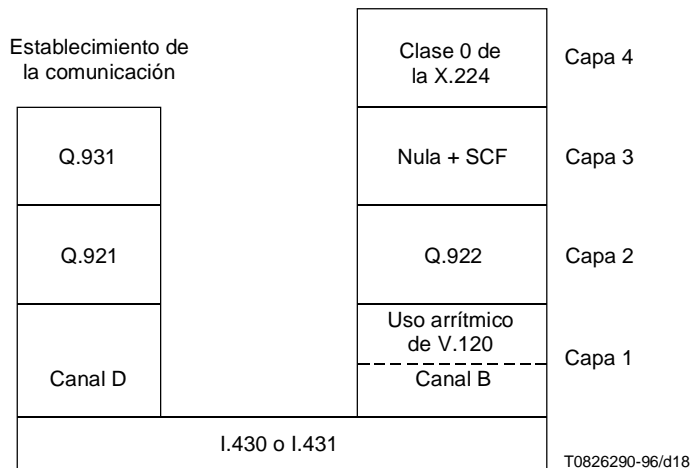 Establecimiento de
la comunicación
Clase 0 de
la X.224
Capa 4
Q.931
Nula + SCF
Capa 3
Q.921
Q.922
Capa 2
Canal D
Uso arrítmico
de V.120
Canal B
Capa 1
I.430 o I.431
T0826290-96/d18